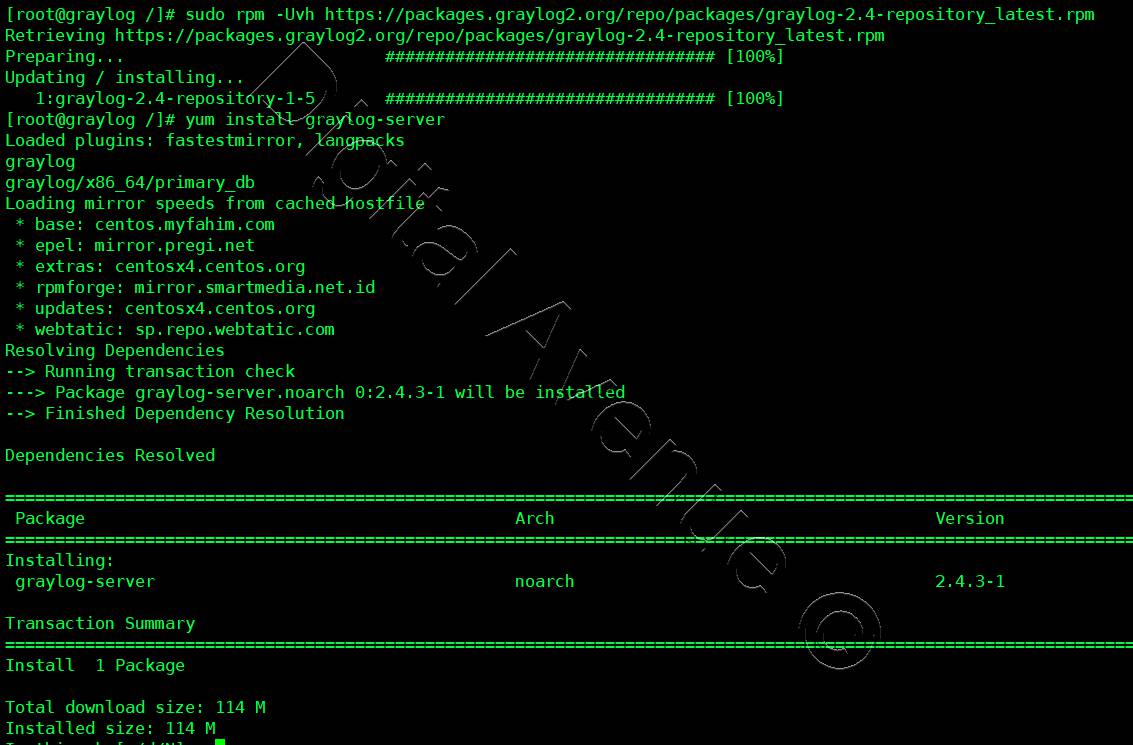 [root@graylog /]# sudo rpm -Uvh https://packages.graylog2.org/repo/packages/graylog-2.4-repository_latest.rpm
Retrieving https://packages.graylog2.org/repo/packages/graylog-2.4-repository_latest.rpm
Preparing... ################################# [100%]
Updating / installing...
1:graylog-2.4-repository-1-5 ################################# [100%]
[root@graylog /]# yum install graylog-server
Loaded plugins: fastestmirror, langpacks
graylog
graylog/x86_64/primary_db
Loading mirror speeds from cached hostfile
* base: centos.myfahim.com
* epel: mirror.pregi.net
* extras: centosx4.centos.org
* rpmforge: mirror.smartmedia.net.id
* updates: centosx4.centos.org
* webtatic: sp.repo.webtatic.com
Resolving Dependencies
--> Running transaction check
---> Package graylog-server.noarch 0:2.4.3-1 will be installed
--> Finished Dependency Resolution
Dependencies Resolved
Package Arch Version
Installing:
graylog-server noarch 2.4.3-1
Transaction Summary
Install 1 Package
Total download size: 114 M
Installed size: 114 M
Digital Avenue ©